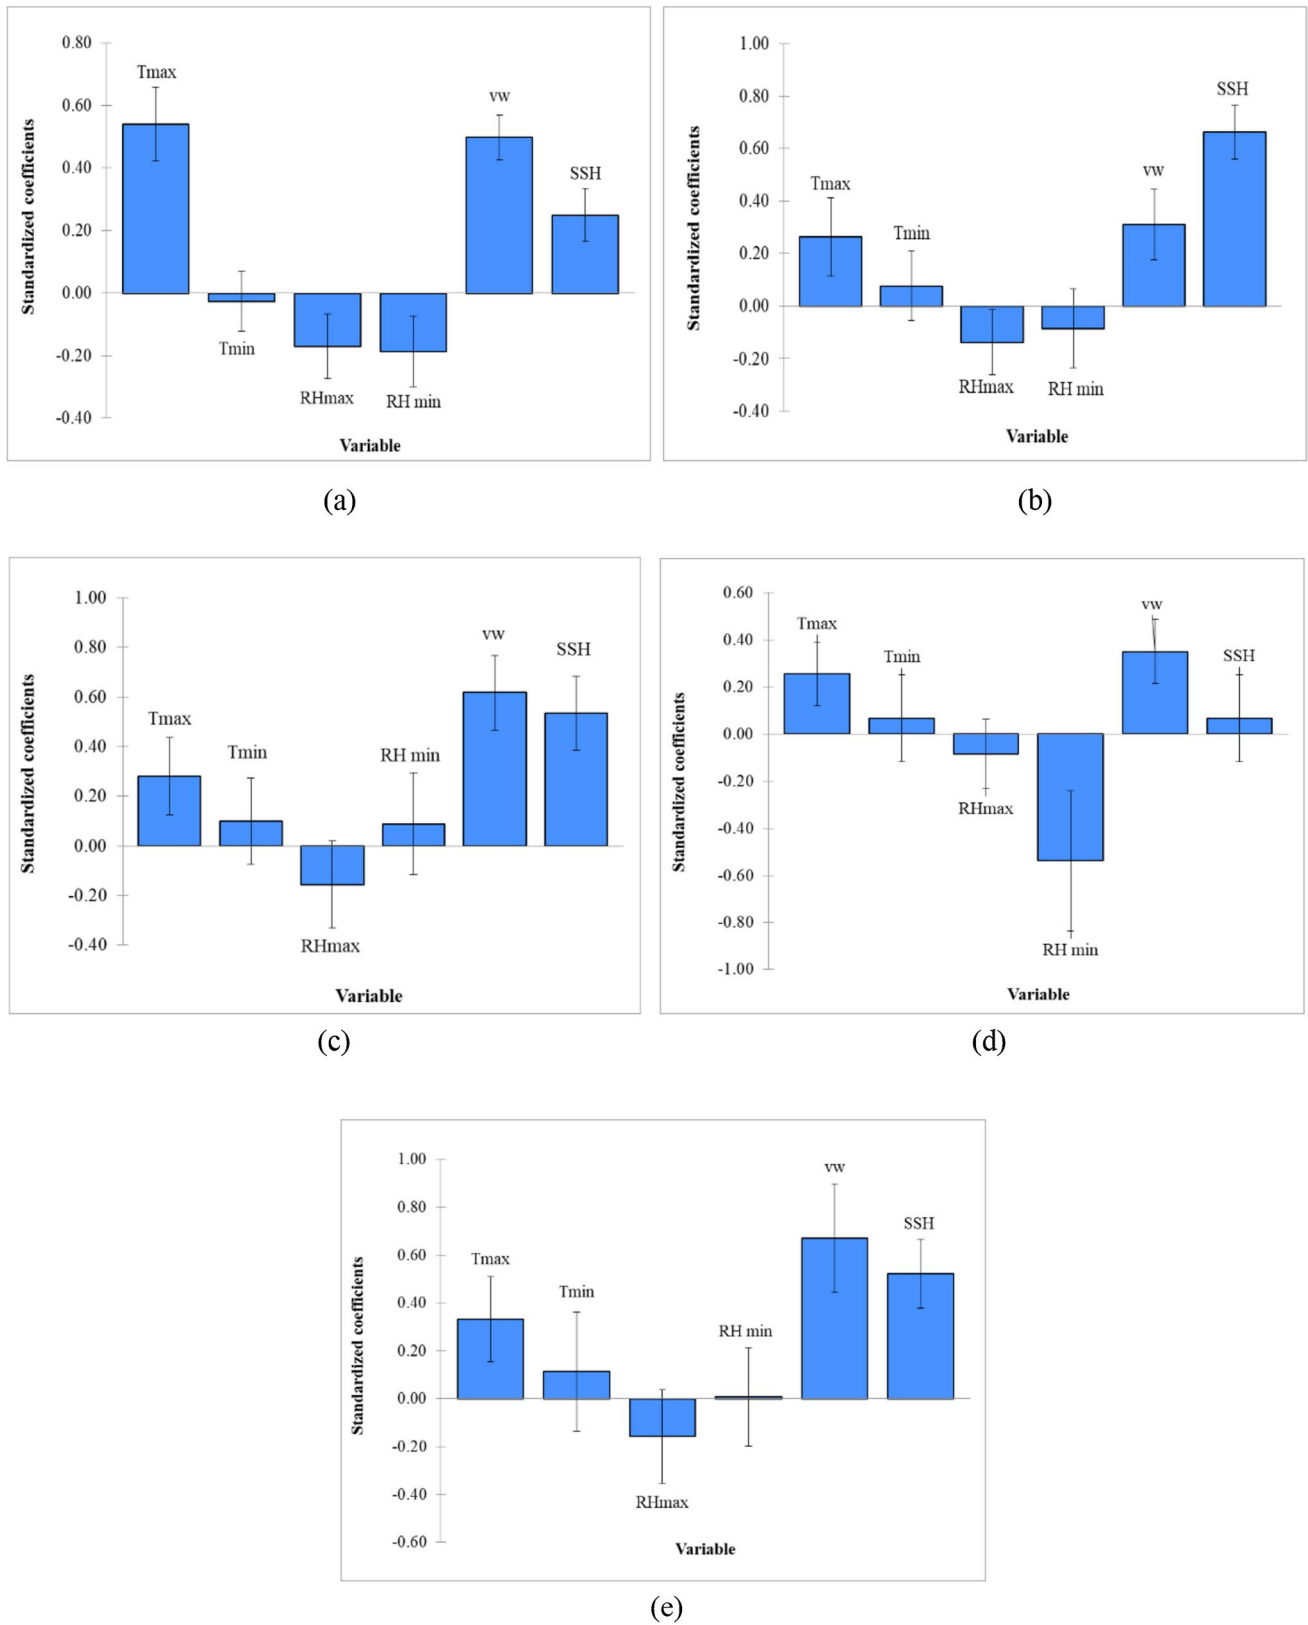 0.80
0.60
0.40
0.20
0.00
-0.20
-0.40
Standardized coefficients
Tmax
Tmin
RHmax
RH min
vw
SSH
Variable
(a)
1.00
0.80
0.60
0.40
0.20
0.00
-0.20
-0.40
Standardized coefficients
Tmax
Tmin
RHmax
RH min
vw
SSH
Variable
(b)
1.00
0.80
0.60
0.40
0.20
0.00
-0.20
-0.40
Standardized coefficients
Tmax
Tmin
RHmax
RH min
vw
SSH
Variable
(c)
0.60
0.40
0.20
0.00
-0.20
-0.40
-0.60
-0.80
-1.00
Standardized coefficients
Tmax
Tmin
RHmax
RH min
vw
SSH
Variable
(d)
1.00
0.80
0.60
0.40
0.20
0.00
-0.20
-0.40
-0.60
Standardized coefficients
Tmax
Tmin
RHmax
RH min
vw
SSH
Variable
(e)